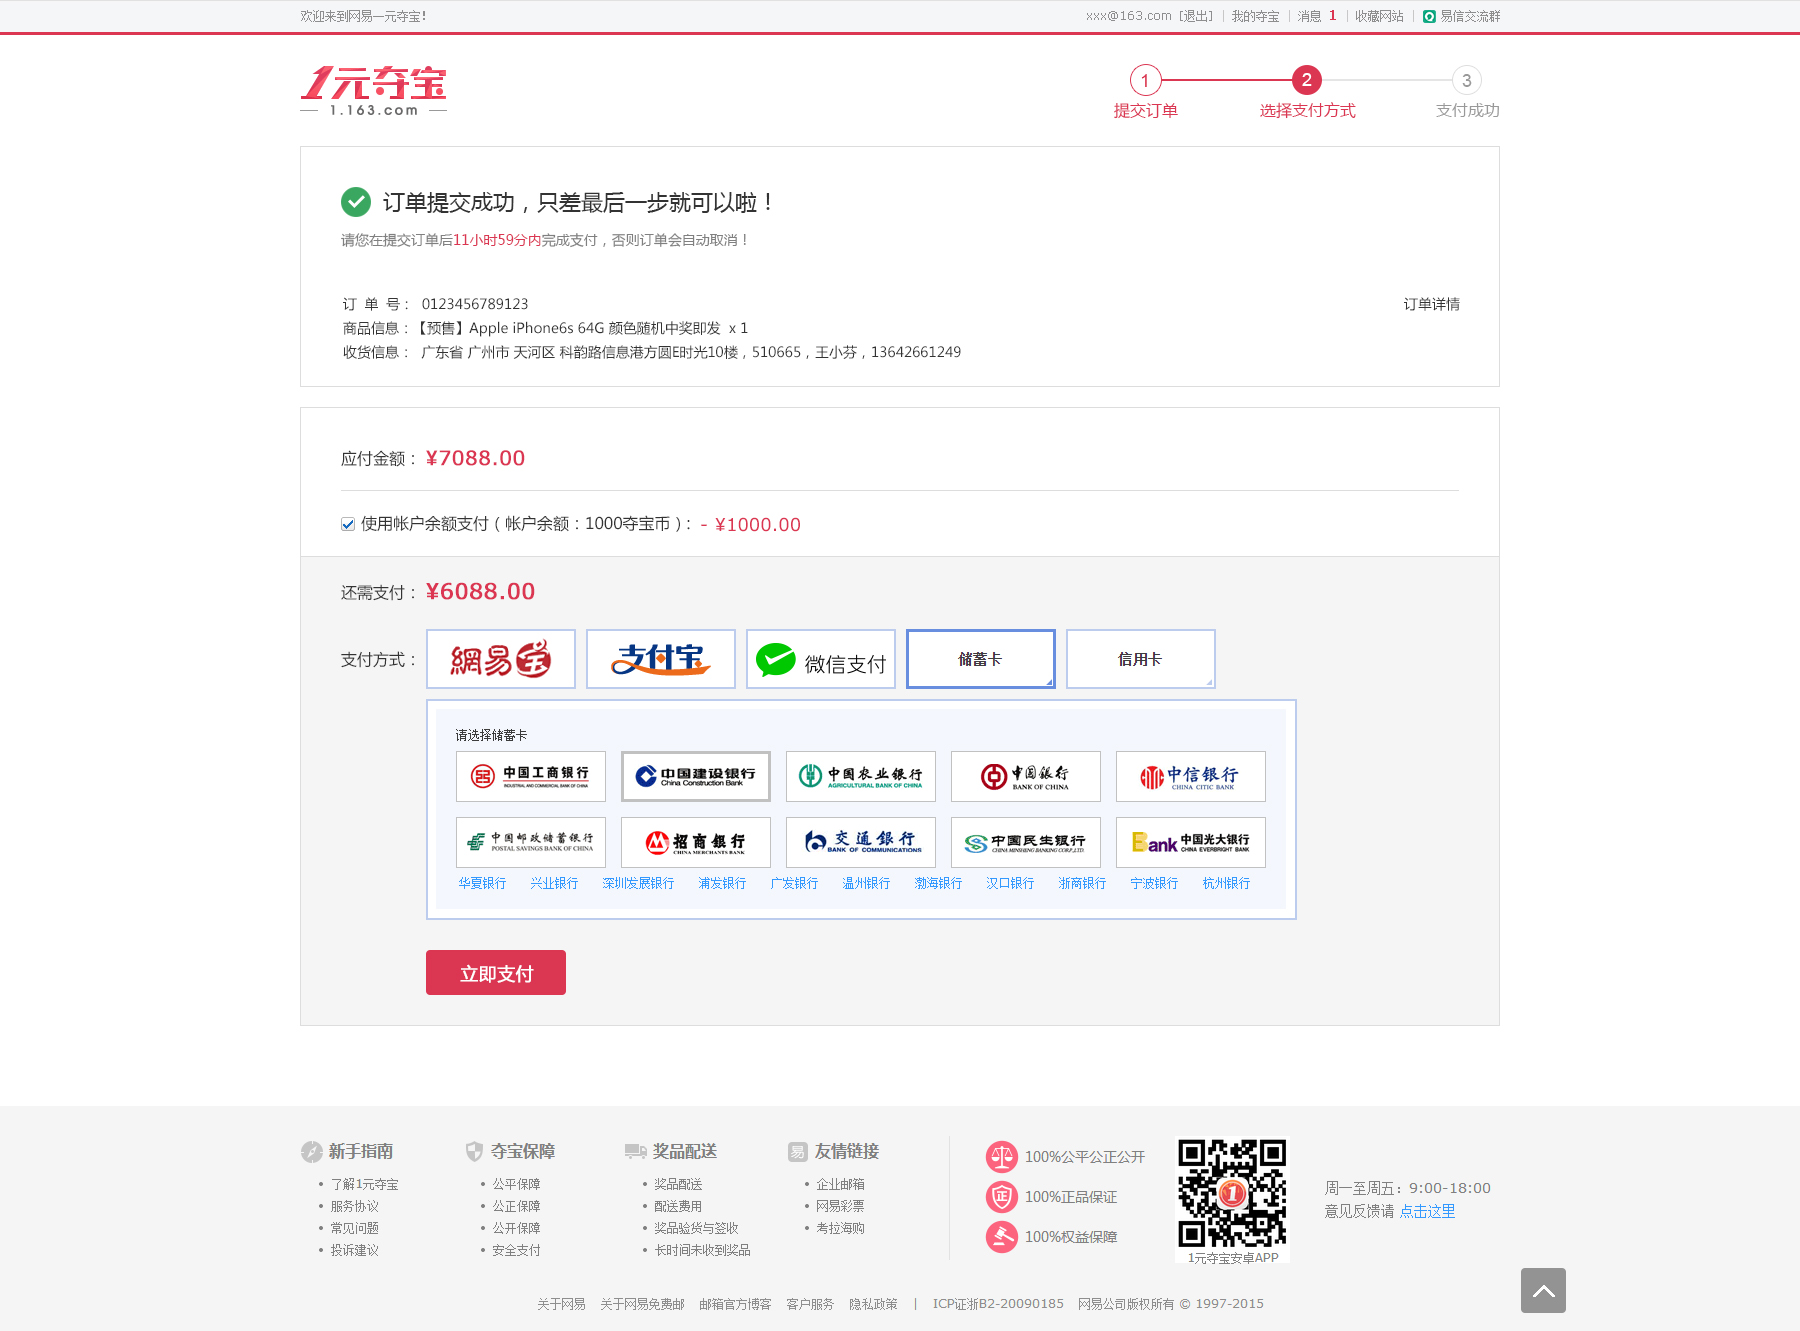 欢迎来到网易一元夺宝!
xxx@163.com [退出] | 我的夺宝 | 消息 1 | 收藏网站 | 易信交流群
1元夺宝
1.163.com
1 2 3
提交订单 选择支付方式 支付成功
订单提交成功，只差最后一步就可以啦！
请您在提交订单后11小时59分内完成支付，否则订单会自动取消！
订 单 号： 0123456789123
订单详情
商品信息：【预售】Apple iPhone6s 64G 颜色随机中奖即发 x 1
收货信息： 广东省 广州市 天河区 科韵路信息港方圆E时光10楼，510665，王小芬，13642661249
应付金额： ¥7088.00
使用帐户余额支付（帐户余额：1000夺宝币）： - ¥1000.00
还需支付： ¥6088.00
支付方式： 網易宝 支付宝 微信支付 储蓄卡 信用卡
请选择储蓄卡
中国工商银行 中国建设银行 中国农业银行 中国银行 中信银行
INDUSTRIAL AND COMMERCIAL BANK OF CHINA China Construction Bank AGRICULTURAL BANK OF CHINA BANK OF CHINA CHINA CITIC BANK
中国邮政储蓄银行 招商银行 交通银行 中国民生银行 Bank 中国光大银行
POSTAL SAVINGS BANK OF CHINA CHINA MERCHANTS BANK BANK OF COMMUNICATIONS CHINA MINSHENG BANKING CORP.,LTD. CHINA EVERBRIGHT BANK
华夏银行 兴业银行 深圳发展银行 浦发银行 广发银行 温州银行 渤海银行 汉口银行 浙商银行 宁波银行 杭州银行
立即支付
新手指南
• 了解1元夺宝
• 服务协议
• 常见问题
• 投诉建议
夺宝保障
• 公平保障
• 公正保障
• 公开保障
• 安全支付
奖品配送
• 奖品配送
• 配送费用
• 奖品验货与签收
• 长时间未收到奖品
易 友情链接
• 企业邮箱
• 网易彩票
• 考拉海购
100%公平公正公开
正 100%正品保证
100%权益保障
1
1元夺宝安卓APP
周一至周五：9:00-18:00
意见反馈请 点击这里
关于网易 关于网易免费邮 邮箱官方博客 客户服务 隐私政策 | ICP证浙B2-20090185 网易公司版权所有 © 1997-2015